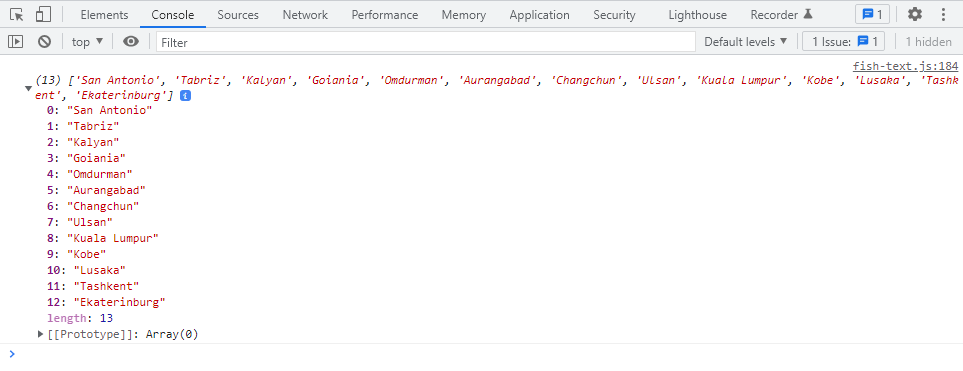 Elements Console Sources Network Performance Memory Application Security Lighthouse Recorder 1
top Filter Default levels 1 Issue: 1 1 hidden
fish-text.js:184
(13) ['San Antonio', 'Tabriz', 'Kalyan', 'Goiania', 'Omdurman', 'Aurangabad', 'Changchun', 'Ulsan', 'Kuala Lumpur', 'Kobe', 'Lusaka', 'Tashk
ent', 'Ekaterinburg'] i
0: "San Antonio"
1: "Tabriz"
2: "Kalyan"
3: "Goiania"
4: "Omdurman"
5: "Aurangabad"
6: "Changchun"
7: "Ulsan"
8: "Kuala Lumpur"
9: "Kobe"
10: "Lusaka"
11: "Tashkent"
12: "Ekaterinburg"
length: 13
[[Prototype]]: Array(0)